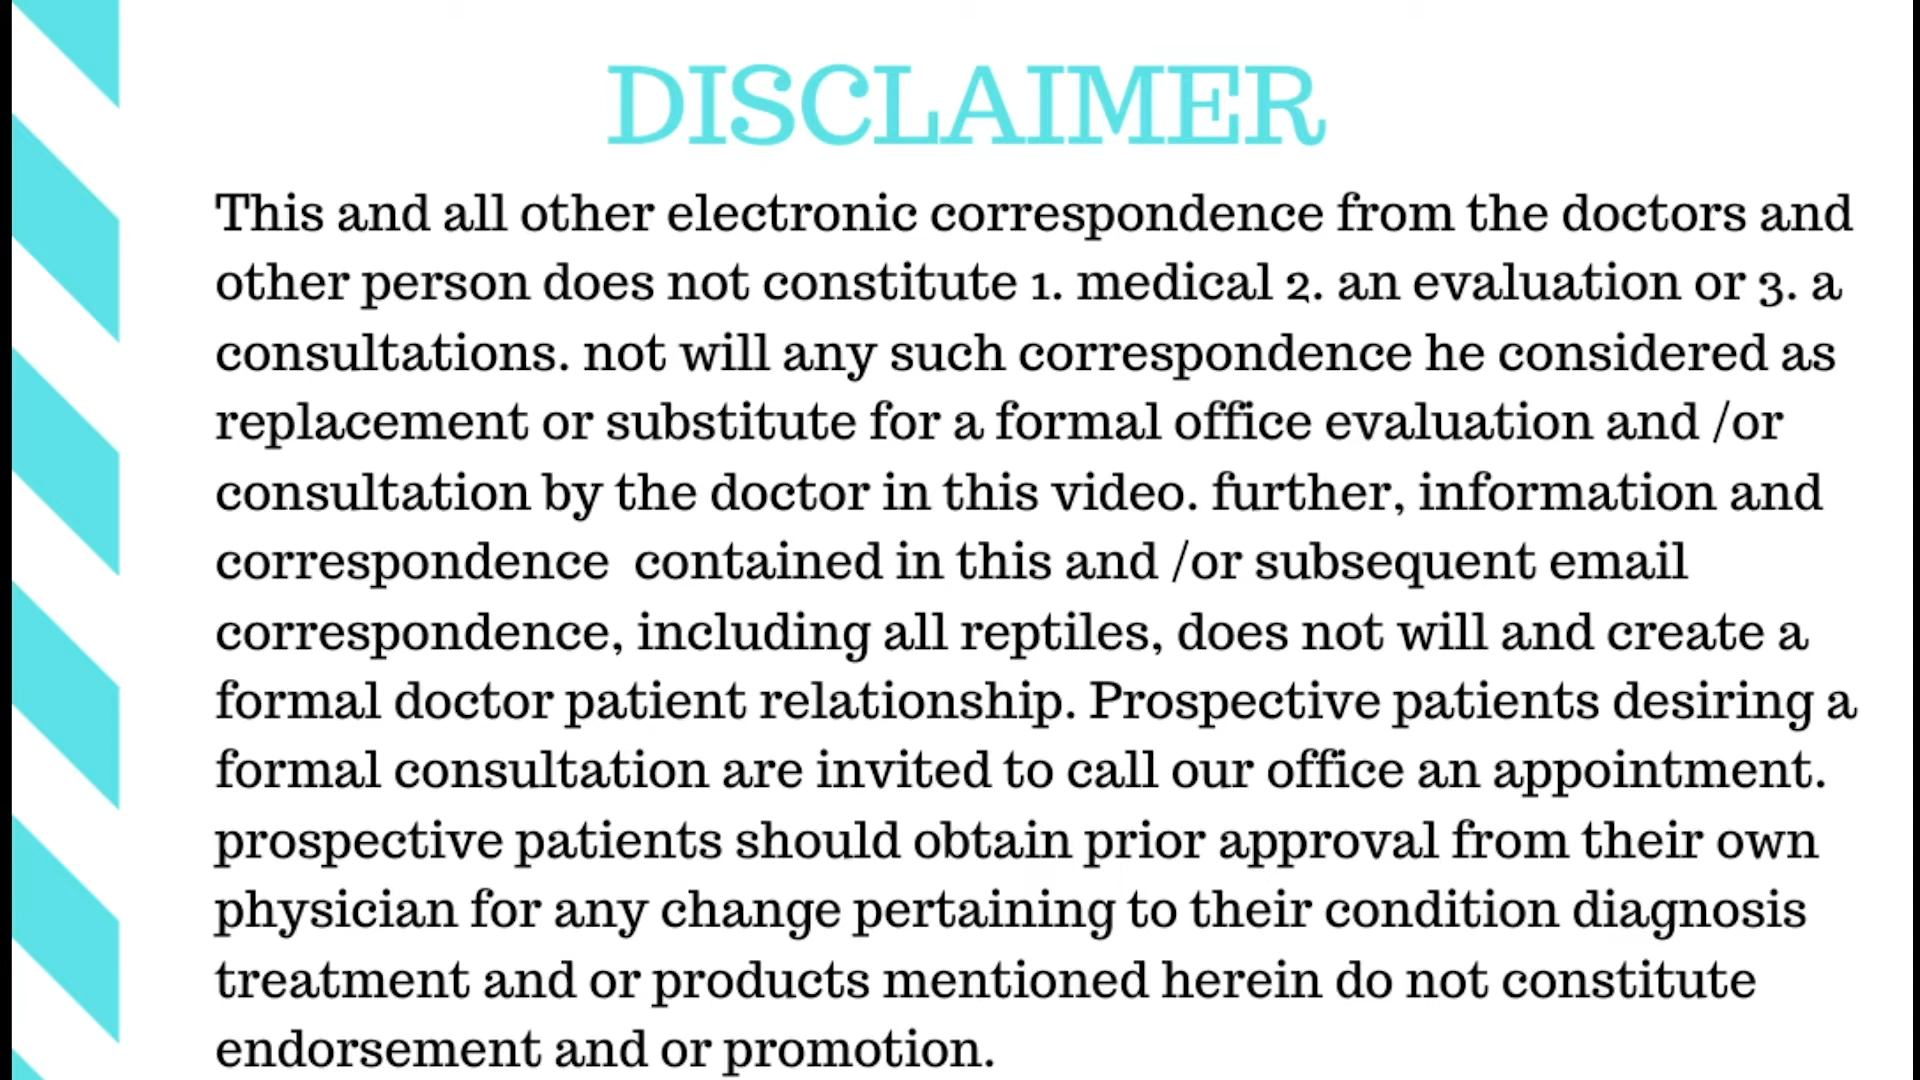 DISCLAIMER
This and all other electronic correspondence from the doctors and
other person does not constitute 1. medical 2. an evaluation or 3. a
consultations. not will any such correspondence he considered as
replacement or substitute for a formal office evaluation and /or
consultation by the doctor in this video. further, information and
correspondence  contained in this and /or subsequent email
correspondence, including all reptiles, does not will and create a
formal doctor patient relationship. Prospective patients desiring a
formal consultation are invited to call our office an appointment.
prospective patients should obtain prior approval from their own
physician for any change pertaining to their condition diagnosis
treatment and or products mentioned herein do not constitute
endorsement and or promotion.